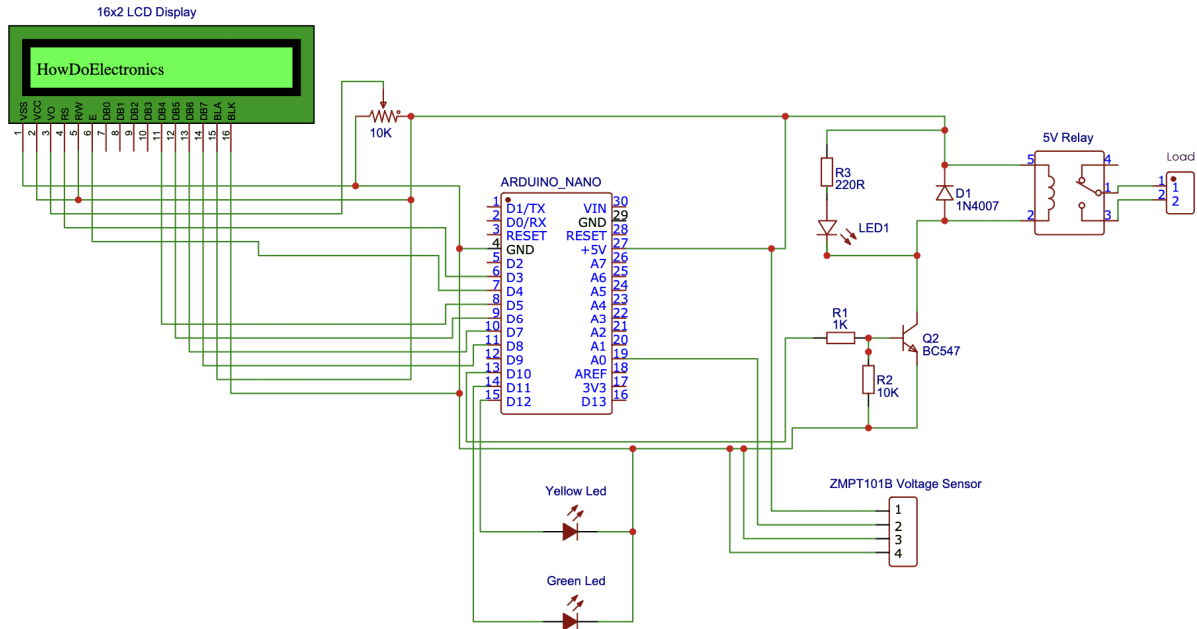 16x2 LCD Display
HowDoElectronics
VSS
VCC
VO
RS
R/W
E
DB0
DB1
DB2
DB3
DB4
DB5
DB6
DB7
BLA
BLK
1
2
3
4
5
6
7
8
9
10
11
12
13
14
15
16
10K
ARDUINO_NANO
1 D1/TX VIN 30
2 D0/RX GND 29
3 RESET RESET 28
4 GND +5V 27
5 D2 A7 26
6 D3 A6 25
7 D4 A5 24
8 D5 A4 23
9 D6 A3 22
10 D7 A2 21
11 D8 A1 20
12 D9 A0 19
13 D10 AREF 18
14 D11 3V3 17
15 D12 D13 16
R3
220R
LED1
D1
1N4007
5V Relay
5 4
1
2 3
Load
1 1
2 2
R1
1K
Q2
BC547
R2
10K
ZMPT101B Voltage Sensor
1
2
3
4
Yellow Led
Green Led